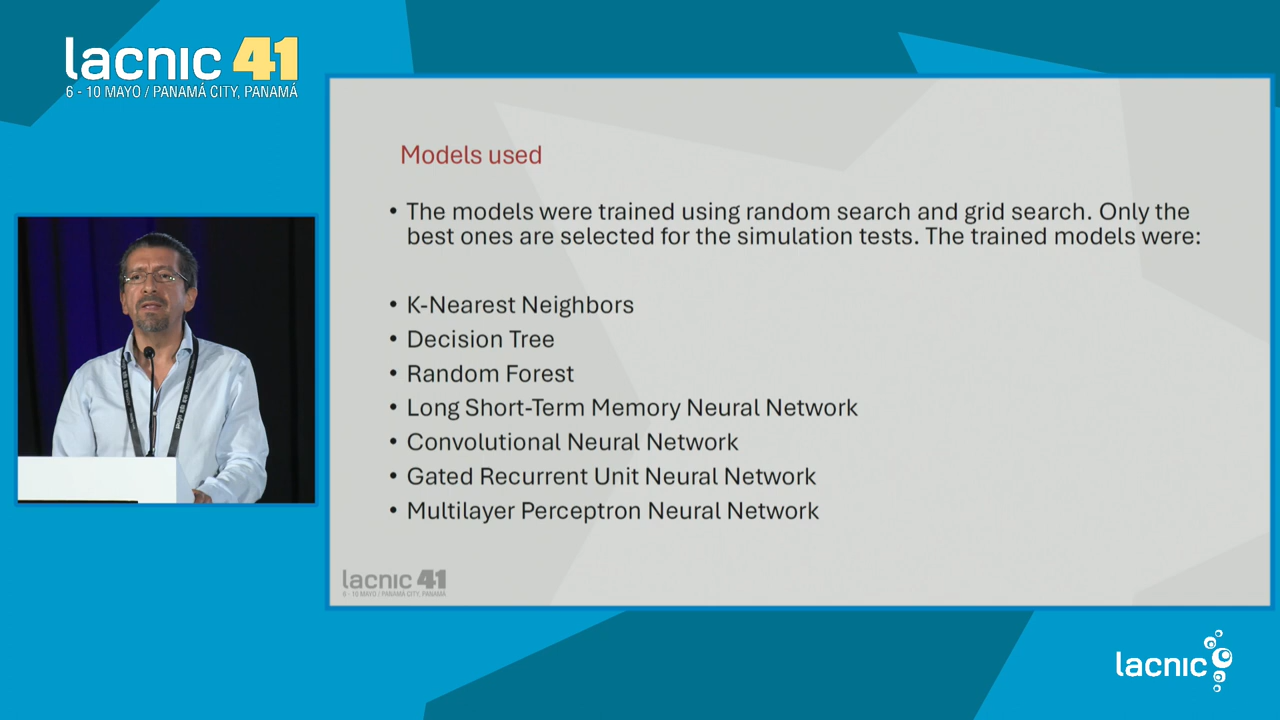 lacnic 41
6 - 10 MAYO / PANAMÁ CITY, PANAMÁ
Models used
• The models were trained using random search and grid search. Only the
best ones are selected for the simulation tests. The trained models were:
• K-Nearest Neighbors
• Decision Tree
• Random Forest
• Long Short-Term Memory Neural Network
• Convolutional Neural Network
• Gated Recurrent Unit Neural Network
• Multilayer Perceptron Neural Network
lacnic 41
6 - 10 MAYO / PANAMÁ CITY, PANAMÁ
lacnic